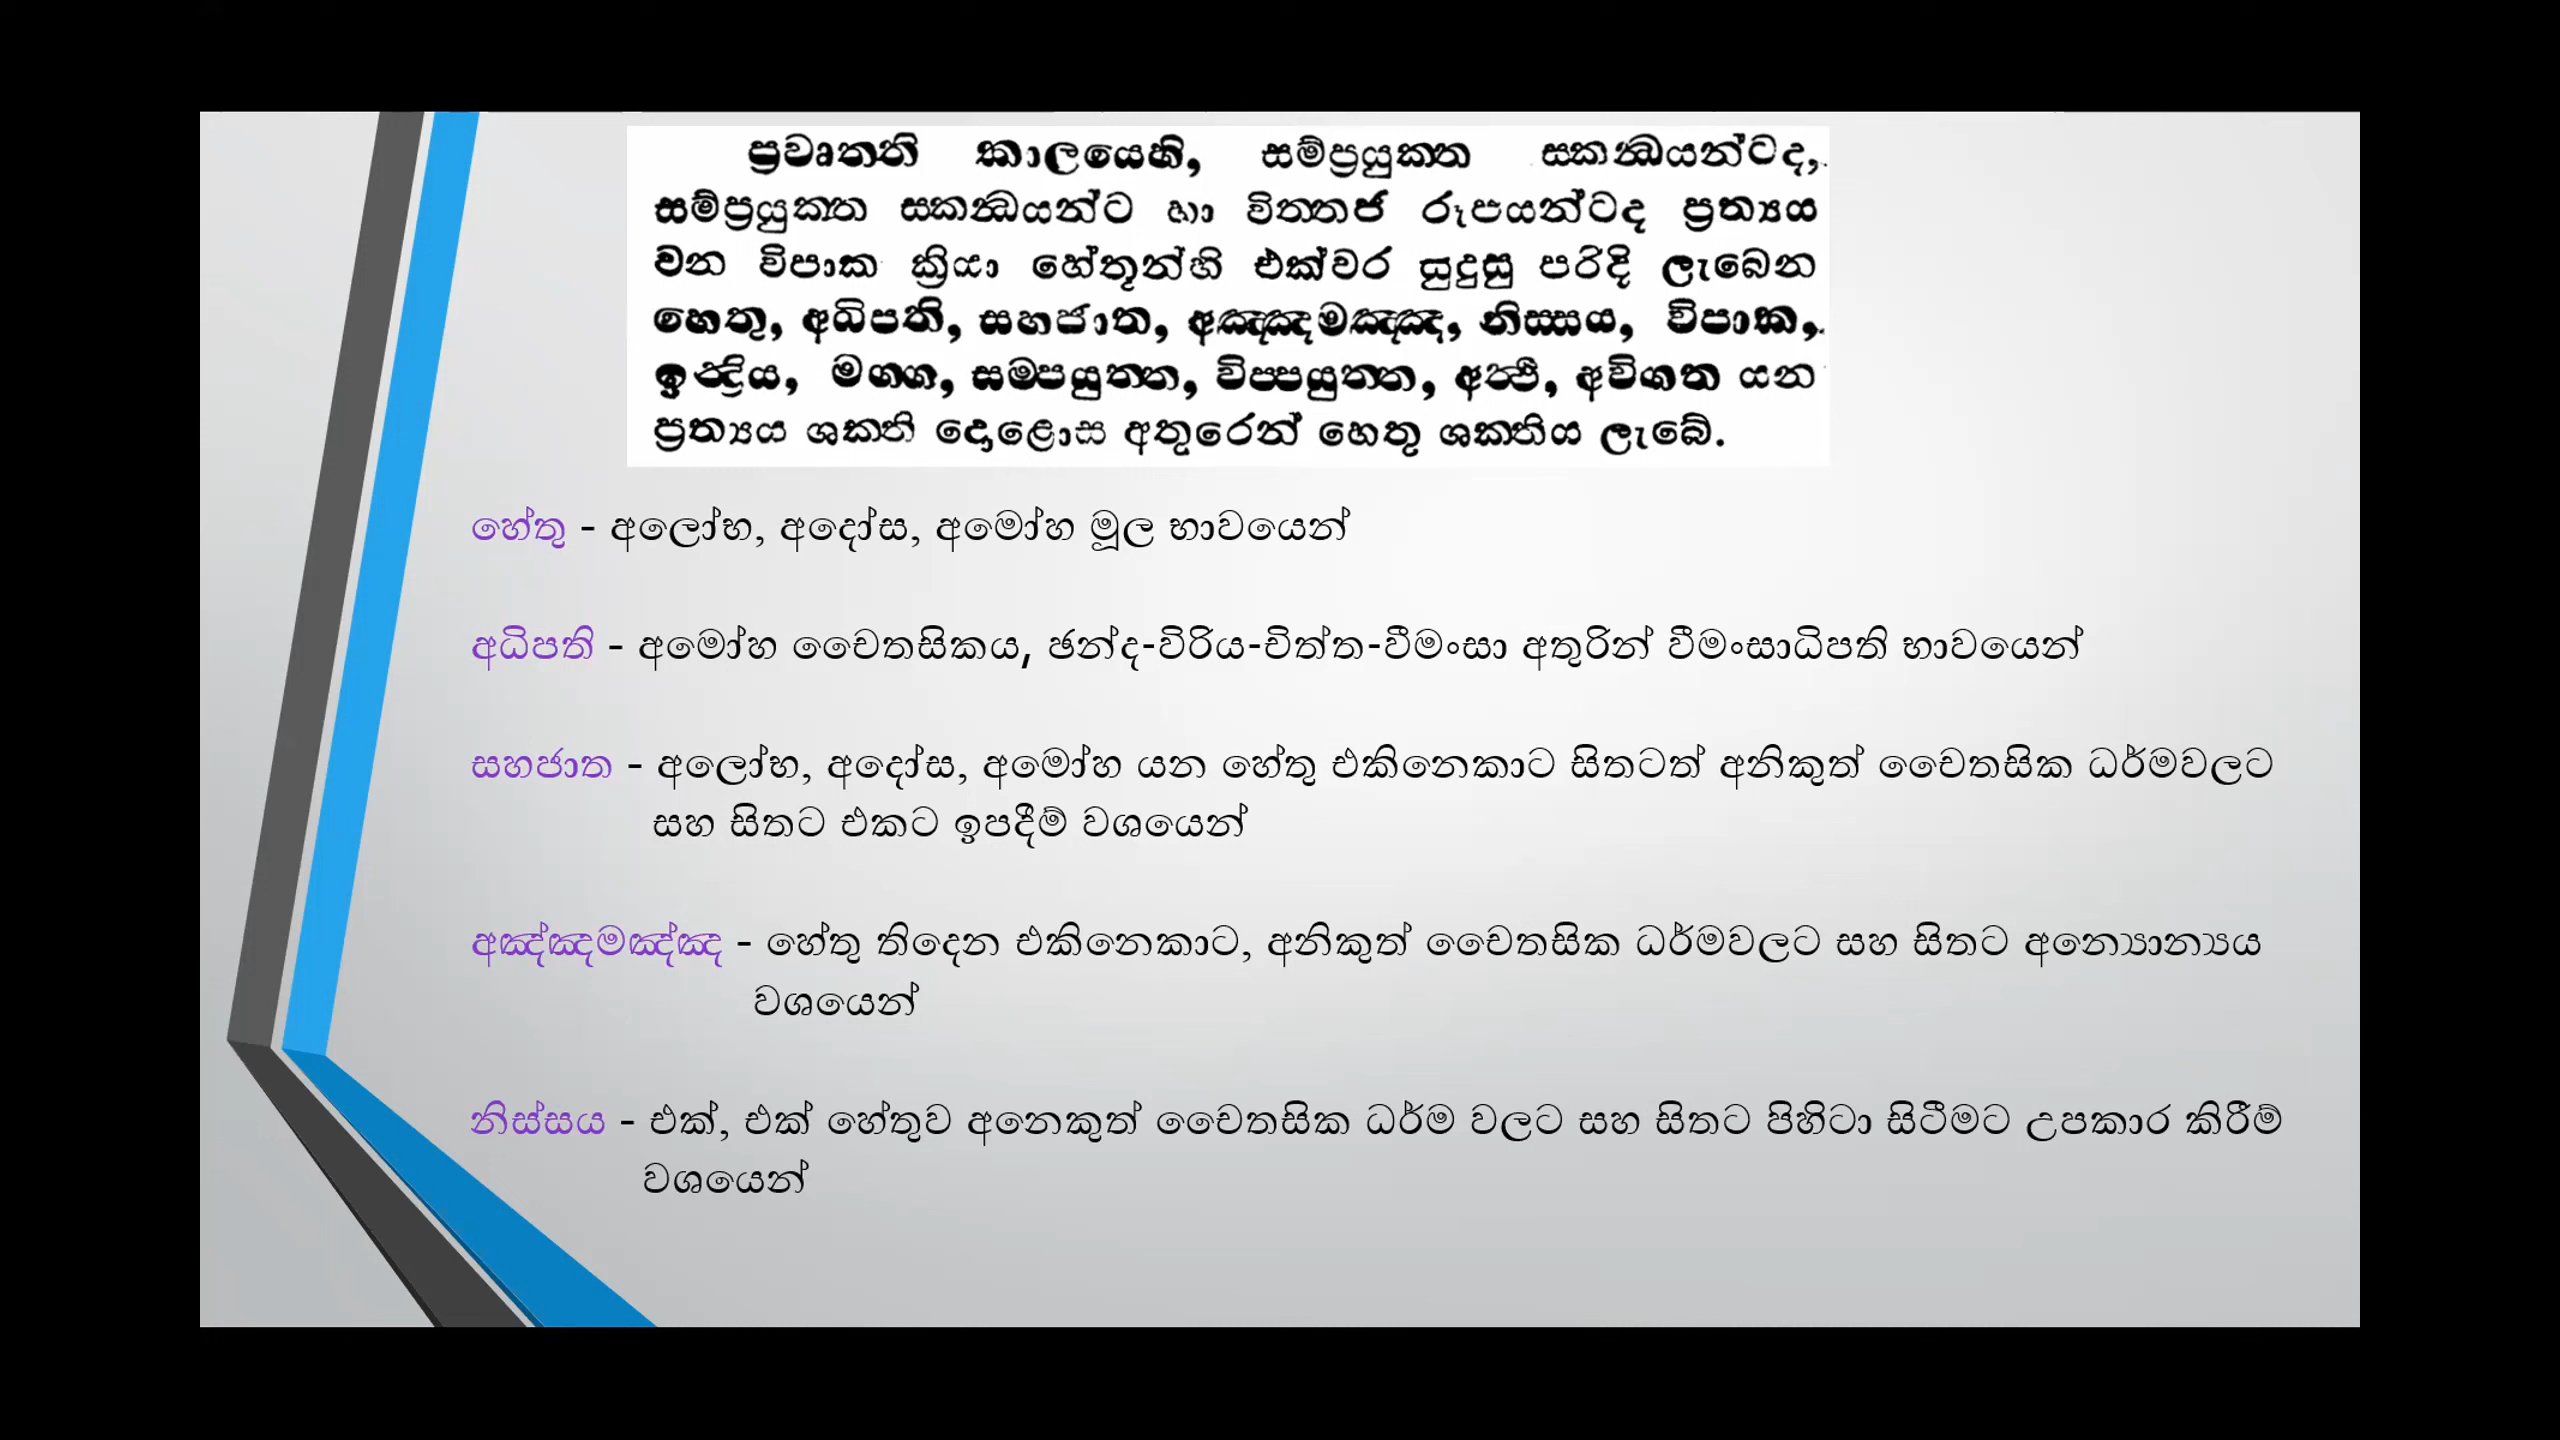 ප්‍රවෘත්ති කාලයෙහි, සම්ප්‍රයුක්ත ස්කන්ධයන්ටද,
සම්ප්‍රයුක්ත ස්කන්ධයන්ට හා චිත්තජ රූපයන්ටද ප්‍රත්‍යය
වන විපාක ක්‍රියා හේතූන්හි එක්වර සුදුසු පරිදි ලැබෙන
හෙතු, අධිපති, සහජාත, අඤ්ඤමඤ්ඤ, නිස්සය, විපාක,
ඉන්ද්‍රිය, මග්ග, සම්පයුත්ත, විප්පයුත්ත, අත්ථි, අවිගත යන
ප්‍රත්‍යය ශක්ති දොළොස අතුරෙන් හෙතු ශක්තිය ලැබේ.
හේතු - අලෝභ, අදෝස, අමෝහ මූල භාවයෙන්
අධිපති - අමෝහ චෛතසිකය, ඡන්ද-විරිය-චිත්ත-වීමංසා අතුරින් වීමංසාධිපති භාවයෙන්
සහජාත - අලෝභ, අදෝස, අමෝහ යන හේතු එකිනෙකාට සිතටත් අනිකුත් චෛතසික ධර්මවලට
සහ සිතට එකට ඉපදීම් වශයෙන්
අඤ්ඤමඤ්ඤ - හේතු තිදෙන එකිනෙකාට, අනිකුත් චෛතසික ධර්මවලට සහ සිතට අන්‍යොන්‍යය
වශයෙන්
නිස්සය - එක්, එක් හේතුව අනෙකුත් චෛතසික ධර්ම වලට සහ සිතට පිහිටා සිටීමට උපකාර කිරීම්
වශයෙන්